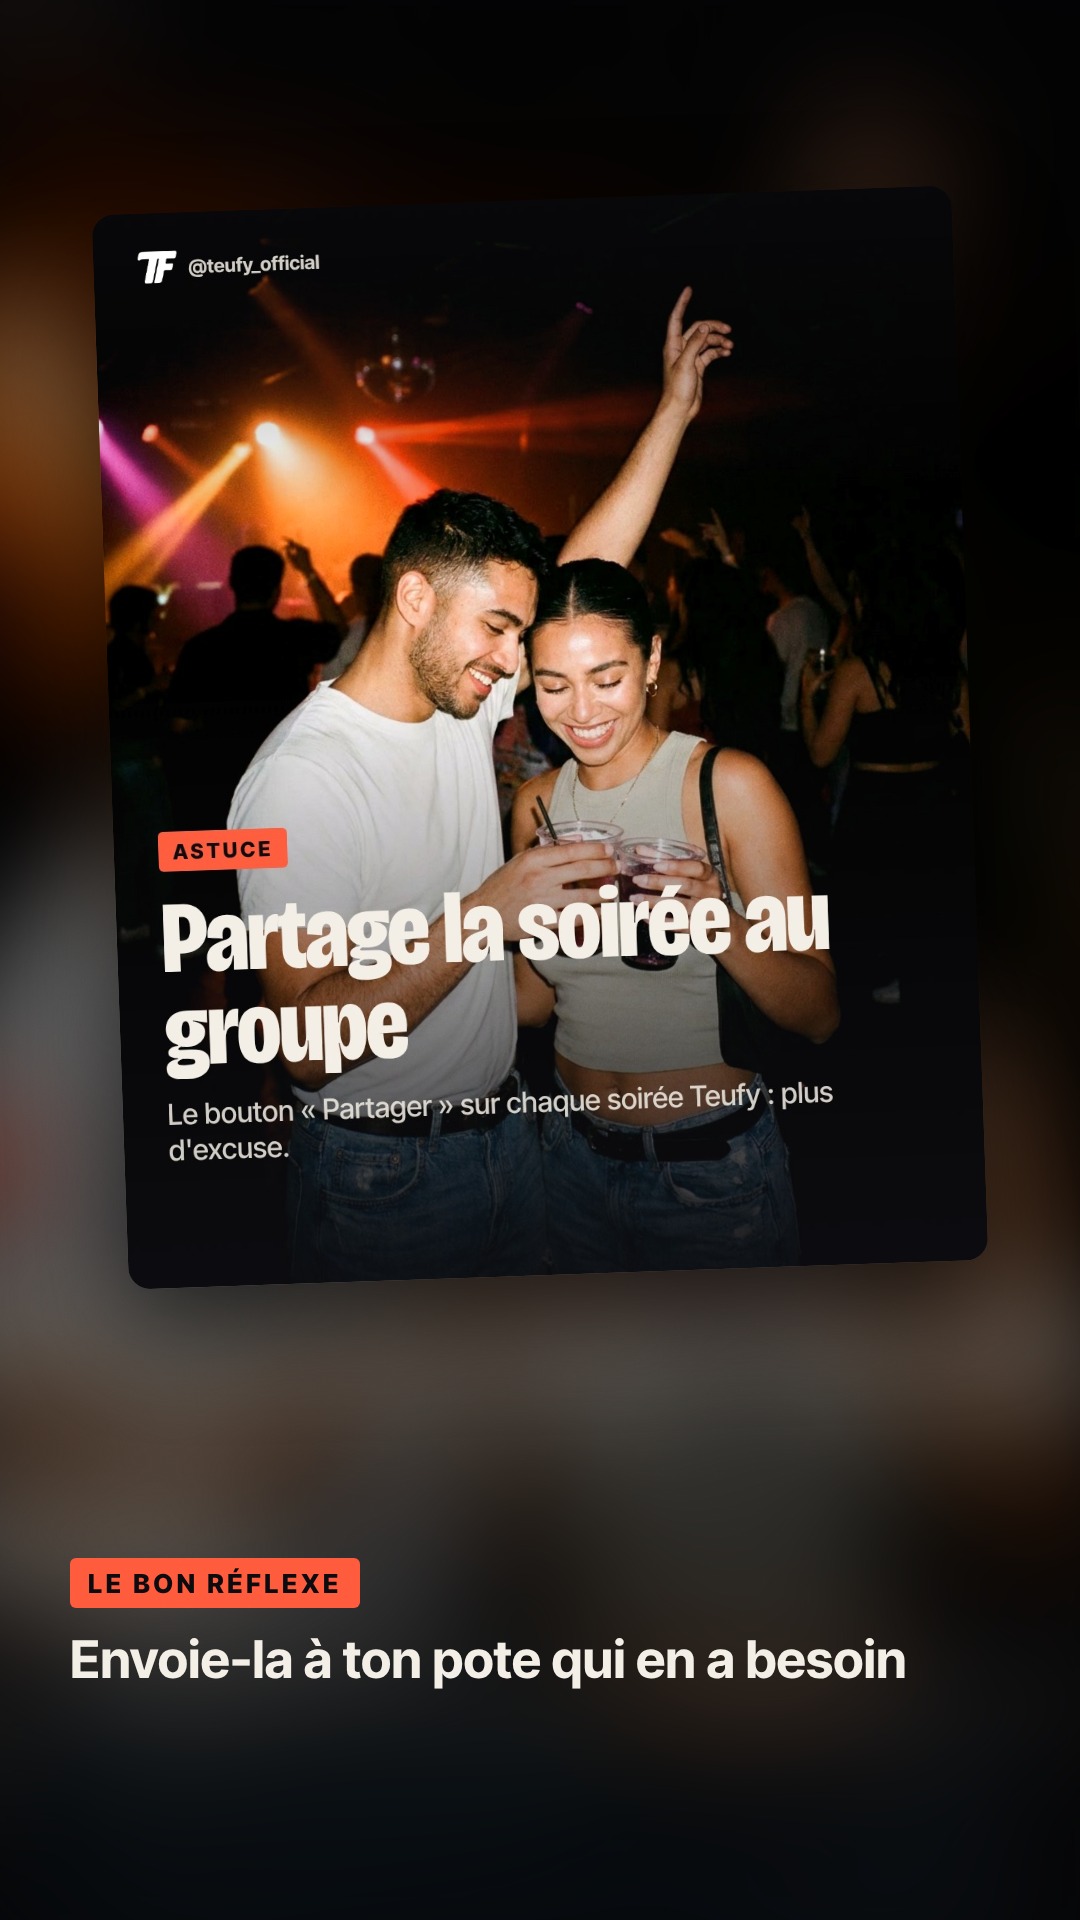 TF @teufy_official
ASTUCE
Partage la soirée au
groupe
Le bouton « Partager » sur chaque soirée Teufy : plus
d'excuse.
LE BON RÉFLEXE
Envoie-la à ton pote qui en a besoin